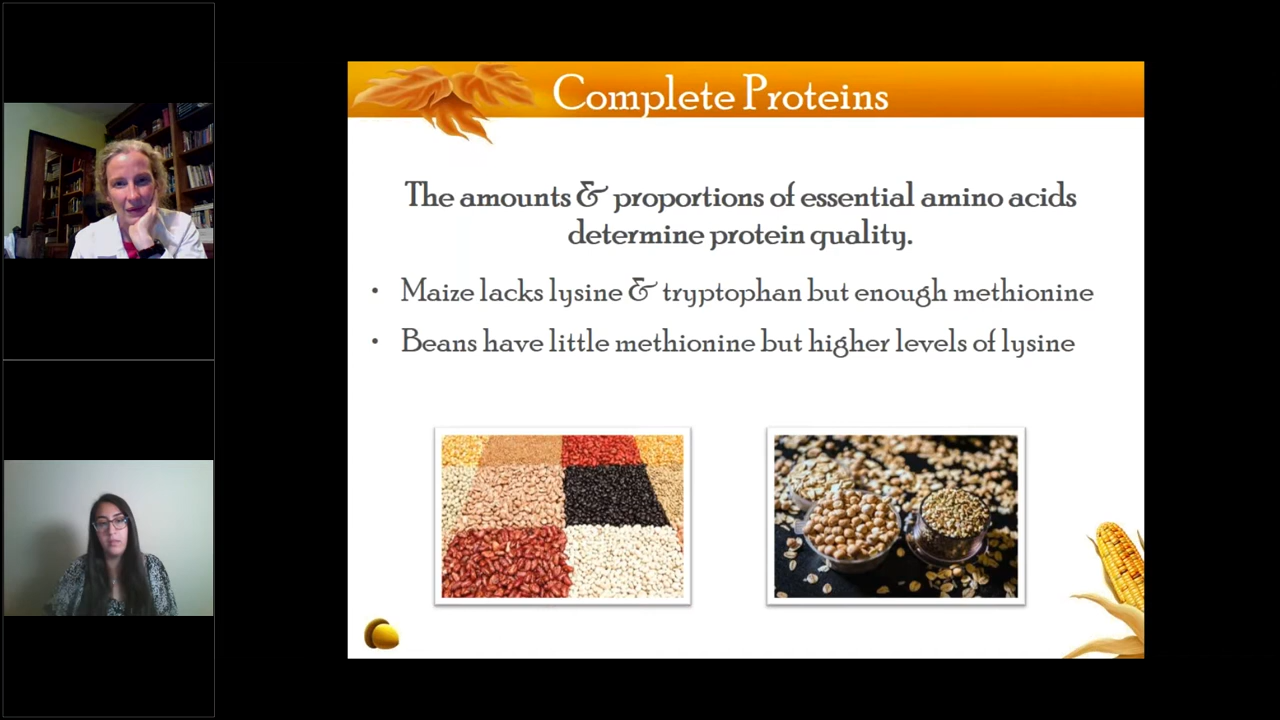 Complete Proteins
The amounts & proportions of essential amino acids
determine protein quality.
• Maize lacks lysine & tryptophan but enough methionine
• Beans have little methionine but higher levels of lysine